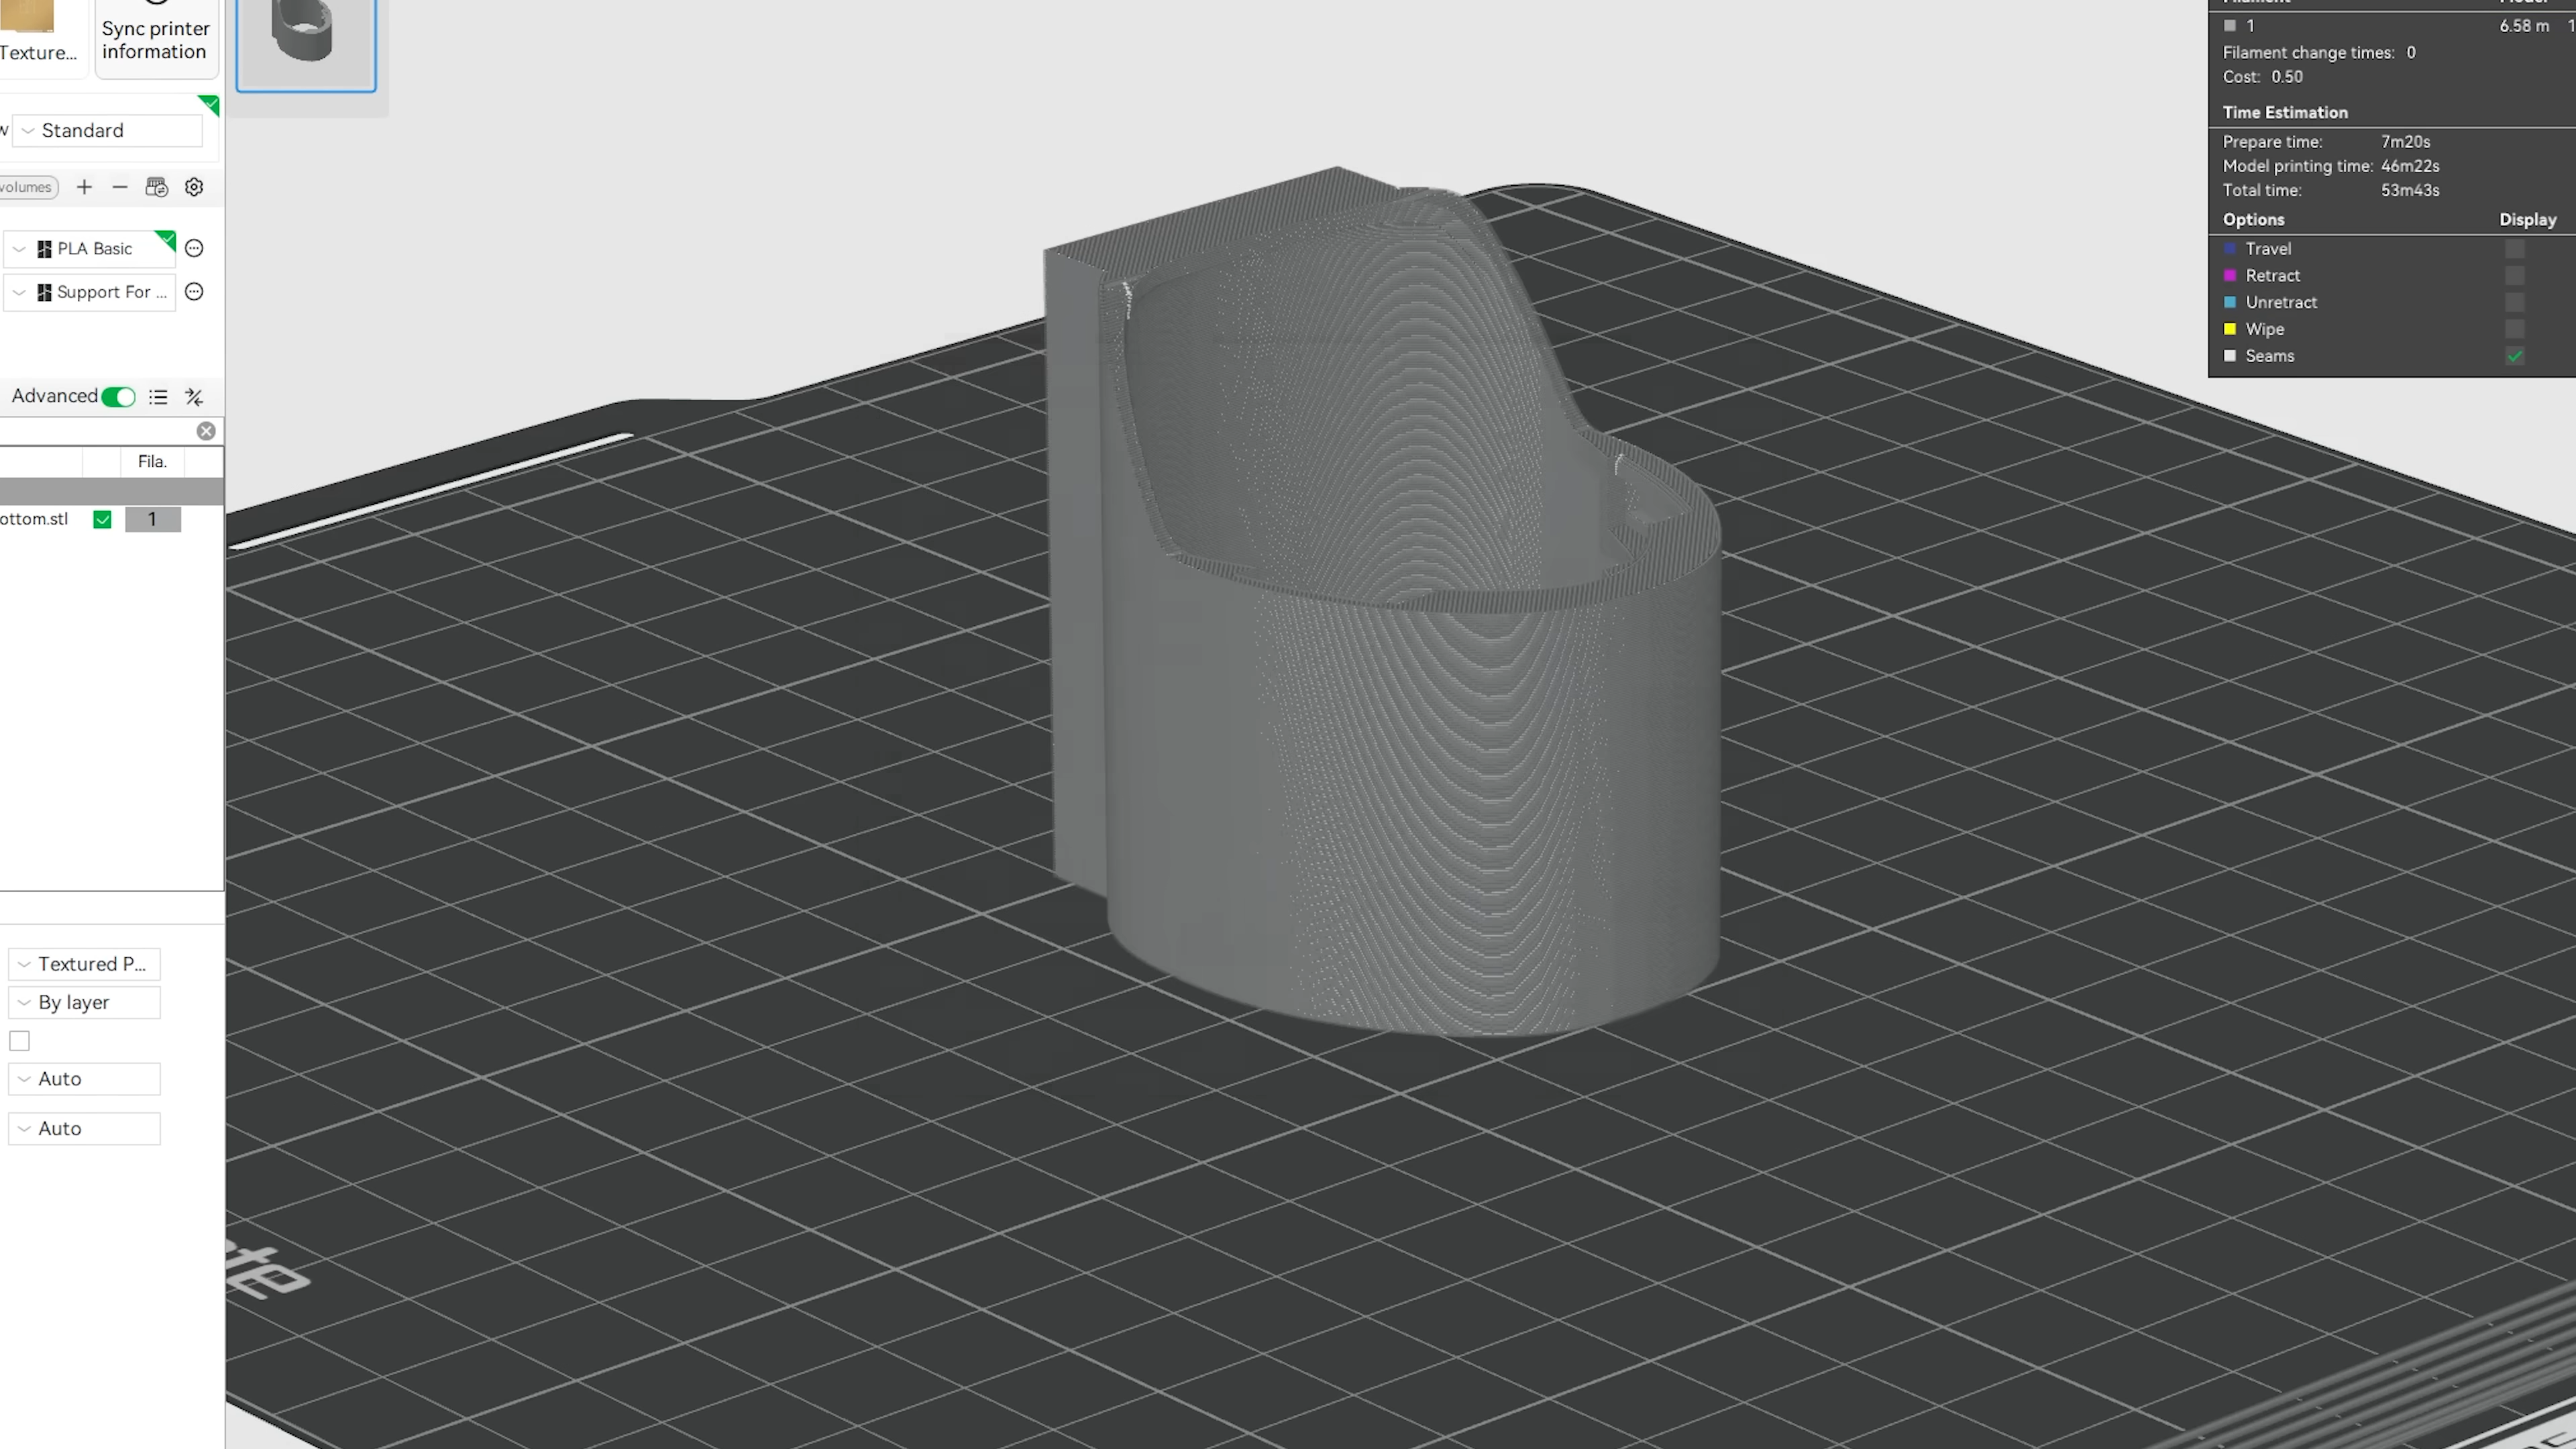 Texture...
Sync printer
information
Standard
volumes
PLA Basic
Support For ...
Advanced
Fila.
ottom.stl
1
Textured P...
By layer
Auto
Auto
1
6.58 m
Filament change times: 0
Cost: 0.50
Time Estimation
Prepare time: 7m20s
Model printing time: 46m22s
Total time: 53m43s
Options
Display
Travel
Retract
Unretract
Wipe
Seams